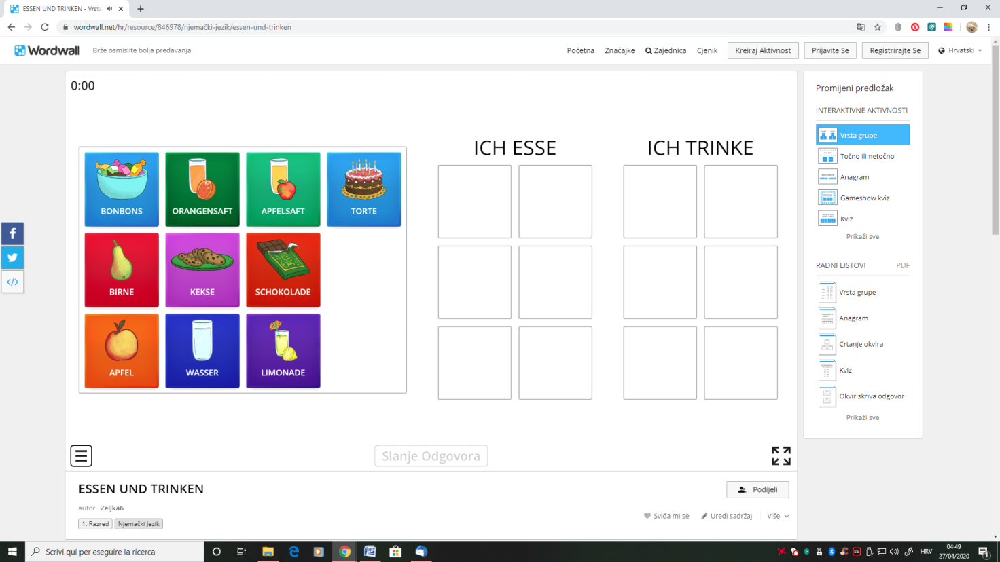 ESSEN UND TRINKEN - Vrsta
wordwall.net/hr/resource/846978/njemački-jezik/essen-und-trinken
Wordwall
Brže osmislite bolja predavanja
Početna
Značajke
Zajednica
Cjenik
Kreiraj Aktivnost
Prijavite Se
Registrirajte Se
Hrvatski
0:00
ICH ESSE
ICH TRINKE
BONBONS
ORANGENSAFT
APFELSAFT
TORTE
BIRNE
KEKSE
SCHOKOLADE
APFEL
WASSER
LIMONADE
Slanje Odgovora
Promijeni predložak
INTERAKTIVNE AKTIVNOSTI
Vrsta grupe
Točno ili netočno
Anagram
Gameshow kviz
Kviz
Prikaži sve
RADNI LISTOVI
PDF
Vrsta grupe
Anagram
Crtanje okvira
Kviz
Okvir skriva odgovor
Prikaži sve
ESSEN UND TRINKEN
autor Zeljka6
1. Razred
Njemački Jezik
Podijeli
Sviđa mi se
Uredi sadržaj
Više
Scrivi qui per eseguire la ricerca
HRV
04:49
27/04/2020